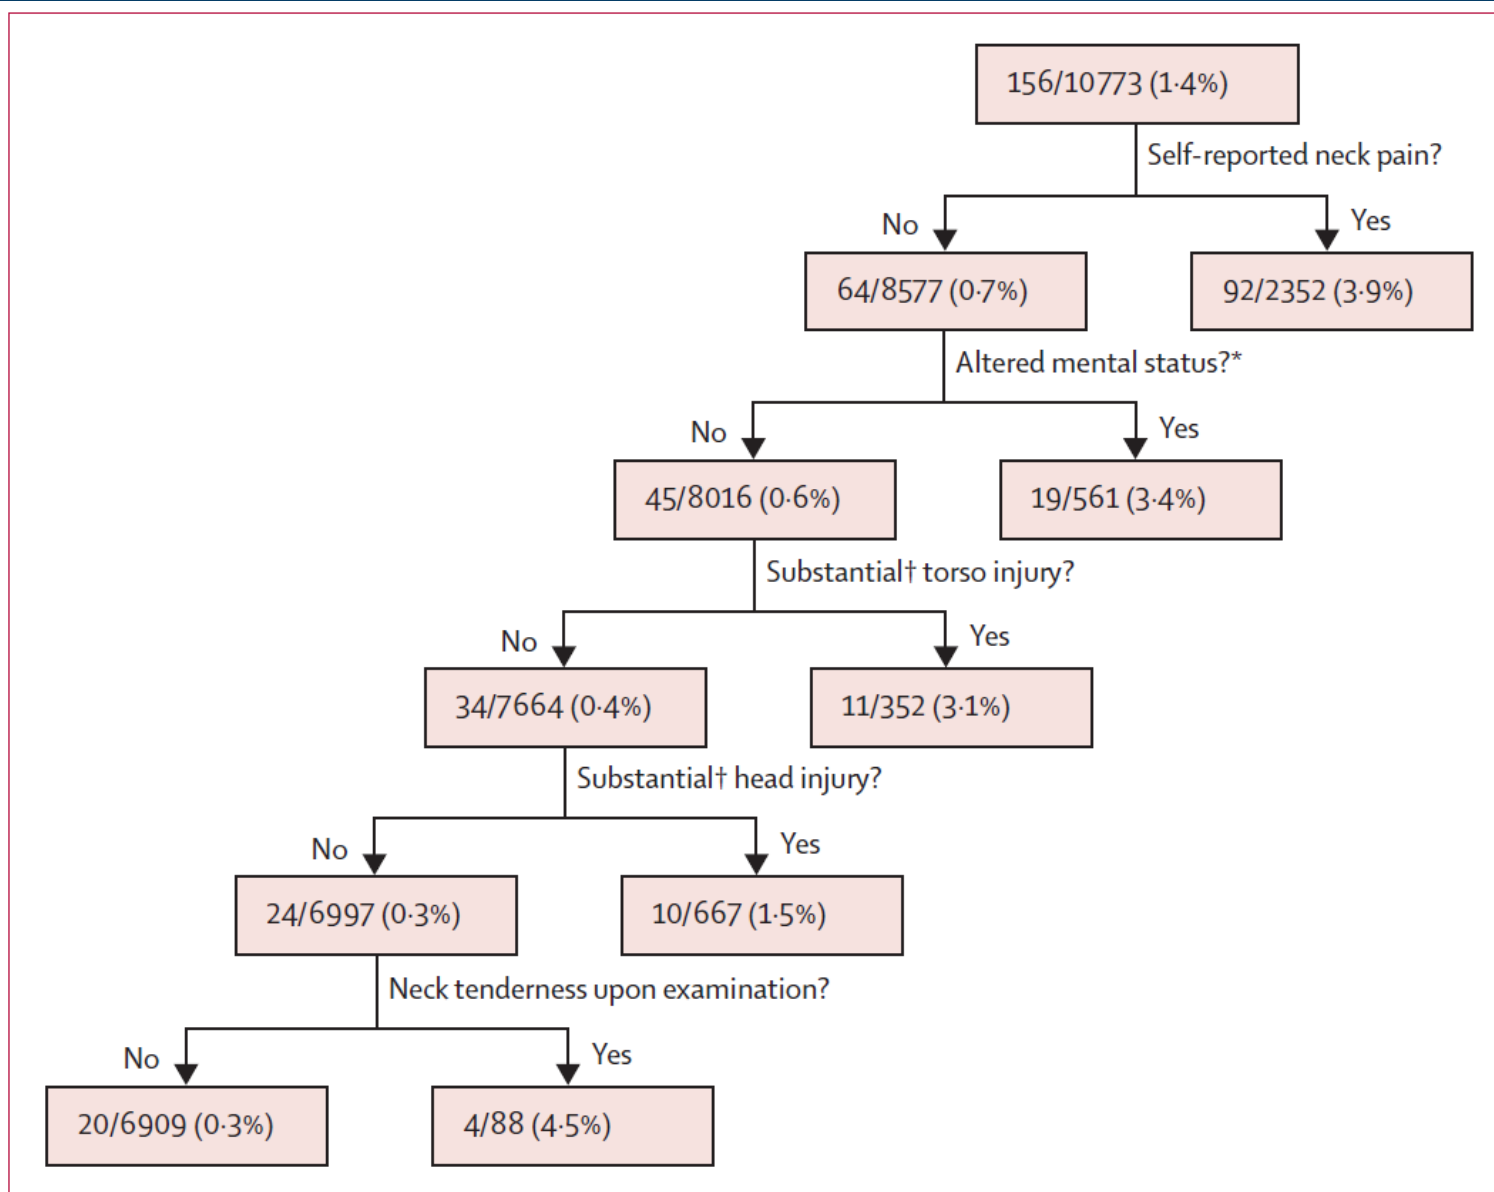 156/10773 (1·4%)
Self-reported neck pain?
No
Yes
64/8577 (0·7%)
92/2352 (3·9%)
Altered mental status?*
No
Yes
45/8016 (0·6%)
19/561 (3·4%)
Substantial† torso injury?
No
Yes
34/7664 (0·4%)
11/352 (3·1%)
Substantial† head injury?
No
Yes
24/6997 (0·3%)
10/667 (1·5%)
Neck tenderness upon examination?
No
Yes
20/6909 (0·3%)
4/88 (4·5%)